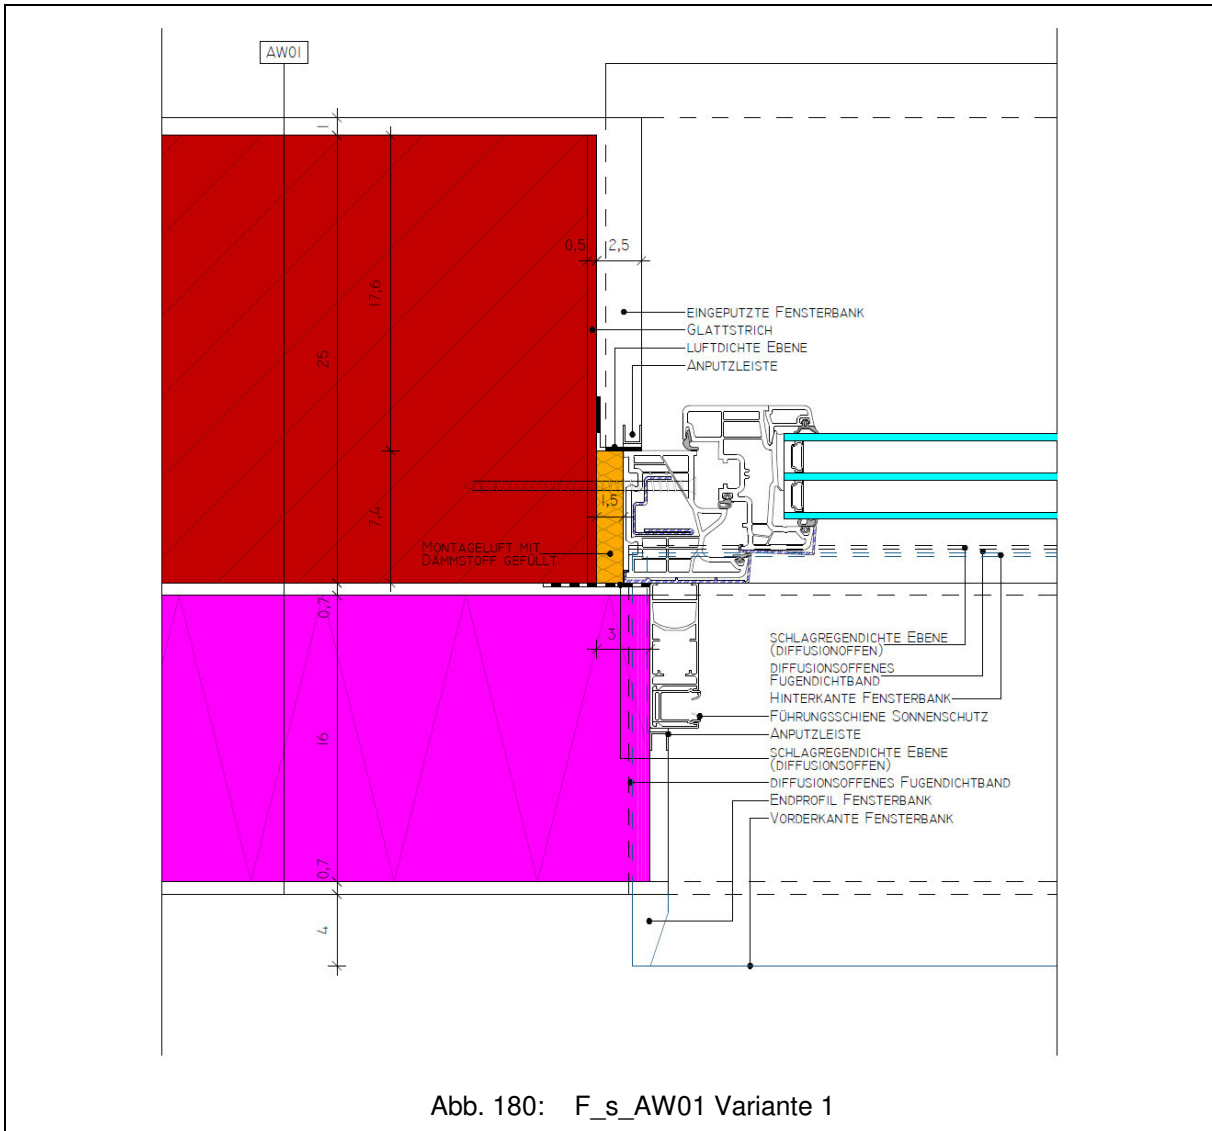 AW01
1
0,5
2,5
17,6
25
EINGEPUTZTE FENSTERBANK
GLATTSTRICH
LUFTDICHTE EBENE
ANPUTZLEISTE
1,5
7,4
MONTAGELUFT MIT
DÄMMSTOFF GEFÜLLT
0,7
3
SCHLAGREGENDICHTE EBENE
(DIFFUSIONOFFEN)
DIFFUSIONSOFFENES
FUGENDICHTBAND
HINTERKANTE FENSTERBANK
FÜHRUNGSSCHIENE SONNENSCHUTZ
ANPUTZLEISTE
SCHLAGREGENDICHTE EBENE
(DIFFUSIONSOFFEN)
DIFFUSIONSOFFENES FUGENDICHTBAND
ENDPROFIL FENSTERBANK
VORDERKANTE FENSTERBANK
16
0,7
4
Abb. 180: F_s_AW01 Variante 1